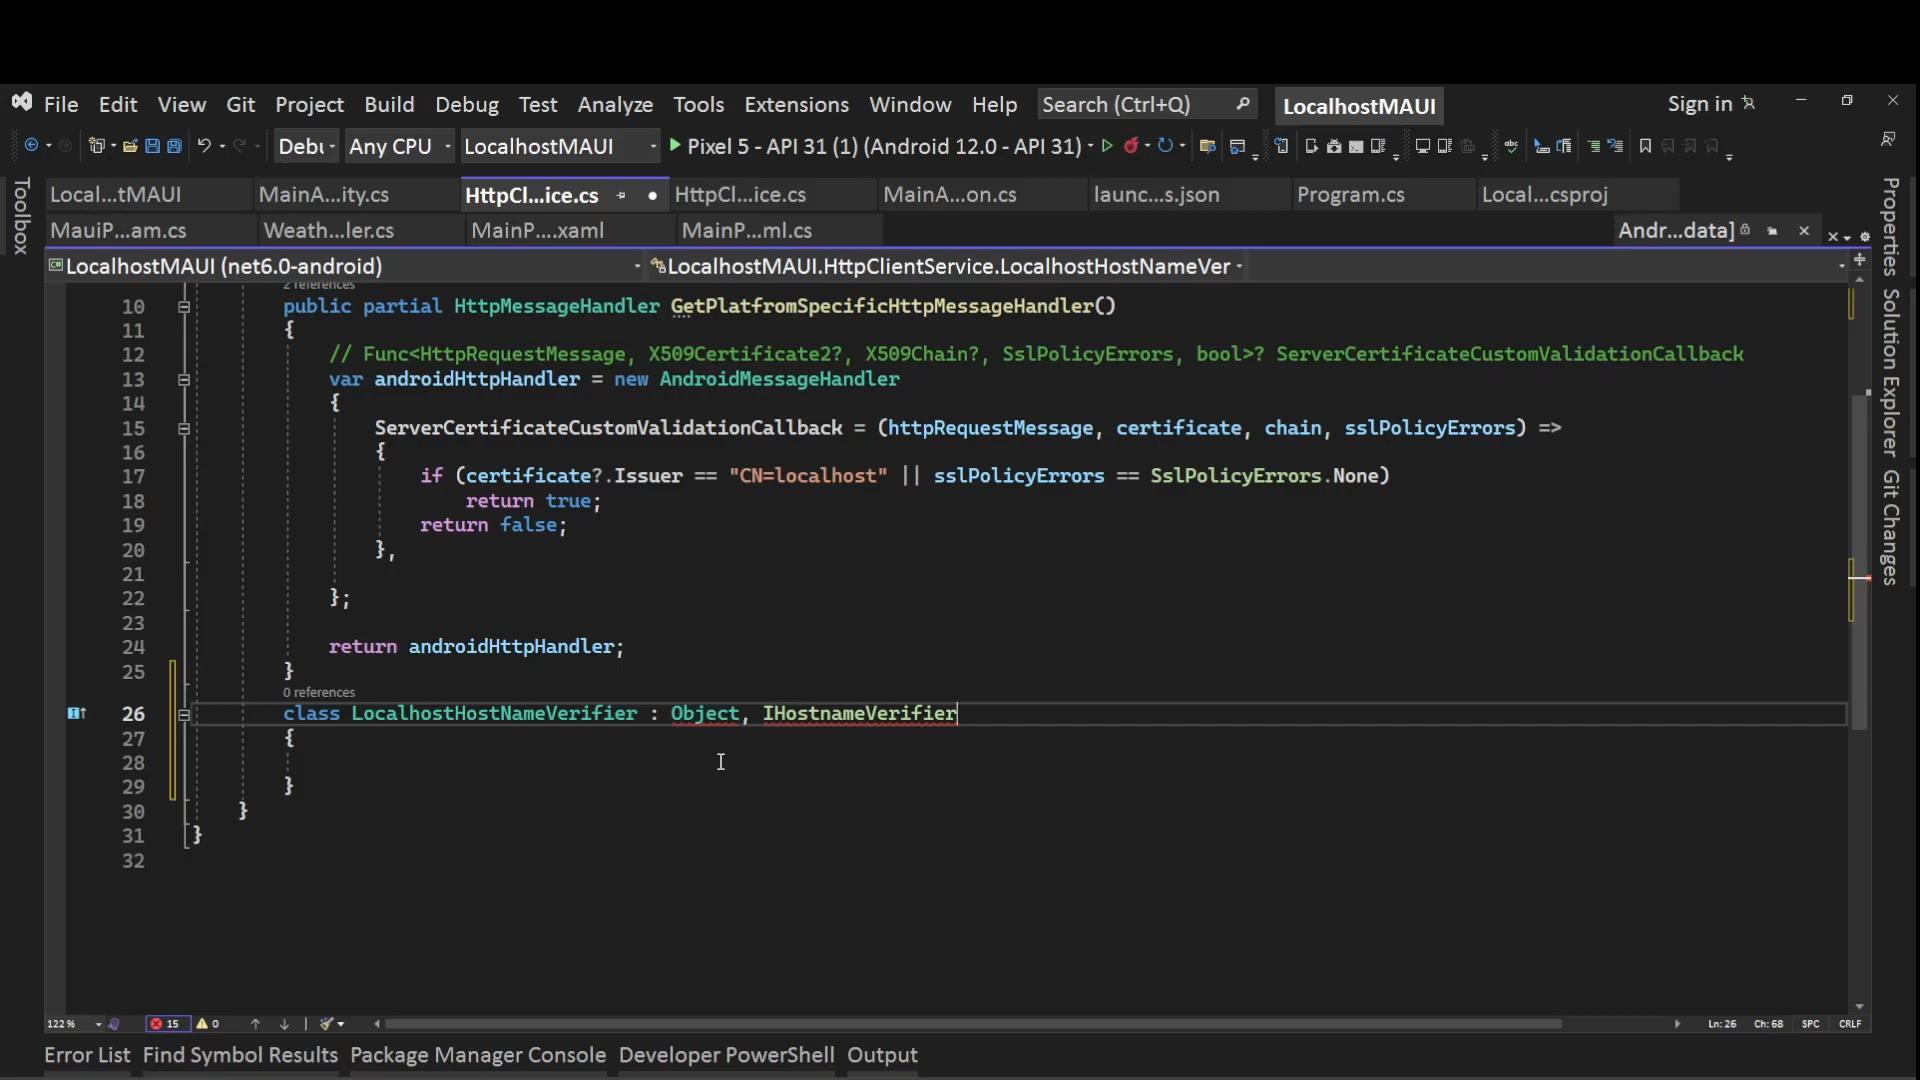 File Edit View Git Project Build Debug Test Analyze Tools Extensions Window Help Search (Ctrl+Q) LocalhostMAUI Sign in
Debu Any CPU LocalhostMAUI Pixel 5 - API 31 (1) (Android 12.0 - API 31)
Toolbox
Local...tMAUI MainA...ity.cs HttpCl...ice.cs HttpCl...ice.cs MainA...on.cs launc...s.json Program.cs Local...csproj
MauiP...am.cs Weath...ler.cs MainP....xaml MainP...ml.cs Andr...data]
LocalhostMAUI (net6.0-android) LocalhostMAUI.HttpClientService.LocalhostHostNameVer
2 references
10 public partial HttpMessageHandler GetPlatfromSpecificHttpMessageHandler()
11 {
12 // Func<HttpRequestMessage, X509Certificate2?, X509Chain?, SslPolicyErrors, bool>? ServerCertificateCustomValidationCallback
13 var androidHttpHandler = new AndroidMessageHandler
14 {
15 ServerCertificateCustomValidationCallback = (httpRequestMessage, certificate, chain, sslPolicyErrors) =>
16 {
17 if (certificate?.Issuer == "CN=localhost" || sslPolicyErrors == SslPolicyErrors.None)
18 return true;
19 return false;
20 },
21
22 };
23
24 return androidHttpHandler;
25 }
0 references
26 class LocalhostHostNameVerifier : Object, IHostnameVerifier
27 {
28
29 }
30 }
31 }
32
Properties
Solution Explorer
Git Changes
122 % 15 0 Ln: 26 Ch: 68 SPC CRLF
Error List Find Symbol Results Package Manager Console Developer PowerShell Output